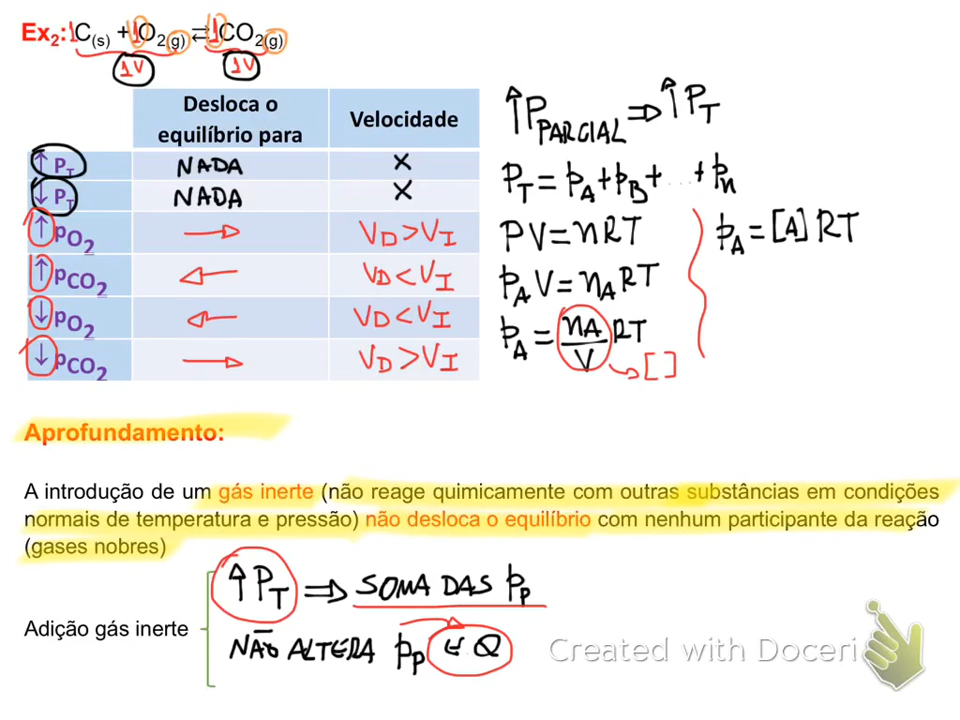 Ex2: 1C(s) + 1O2(g) ⇄ 1CO2(g)
1V 1V
Desloca o equilíbrio para Velocidade
↑ PT NADA X
↓ PT NADA X
↑ pO2 → VD > VI
↑ pCO2 ← VD < VI
↓ pO2 ← VD < VI
↓ pCO2 → VD > VI
↑PPARCIAL ⇒ ↑PT
PT = pA + pB + ... + pn
PV = nRT
pA V = nA RT
pA = nA/V RT
→ [ ]
pA = [A] RT
Aprofundamento:
A introdução de um gás inerte (não reage quimicamente com outras substâncias em condições
normais de temperatura e pressão) não desloca o equilíbrio com nenhum participante da reação
(gases nobres)
Adição gás inerte
↑ PT ⇒ SOMA DAS pp
NÃO ALTERA pp e Q
Created with Doceri